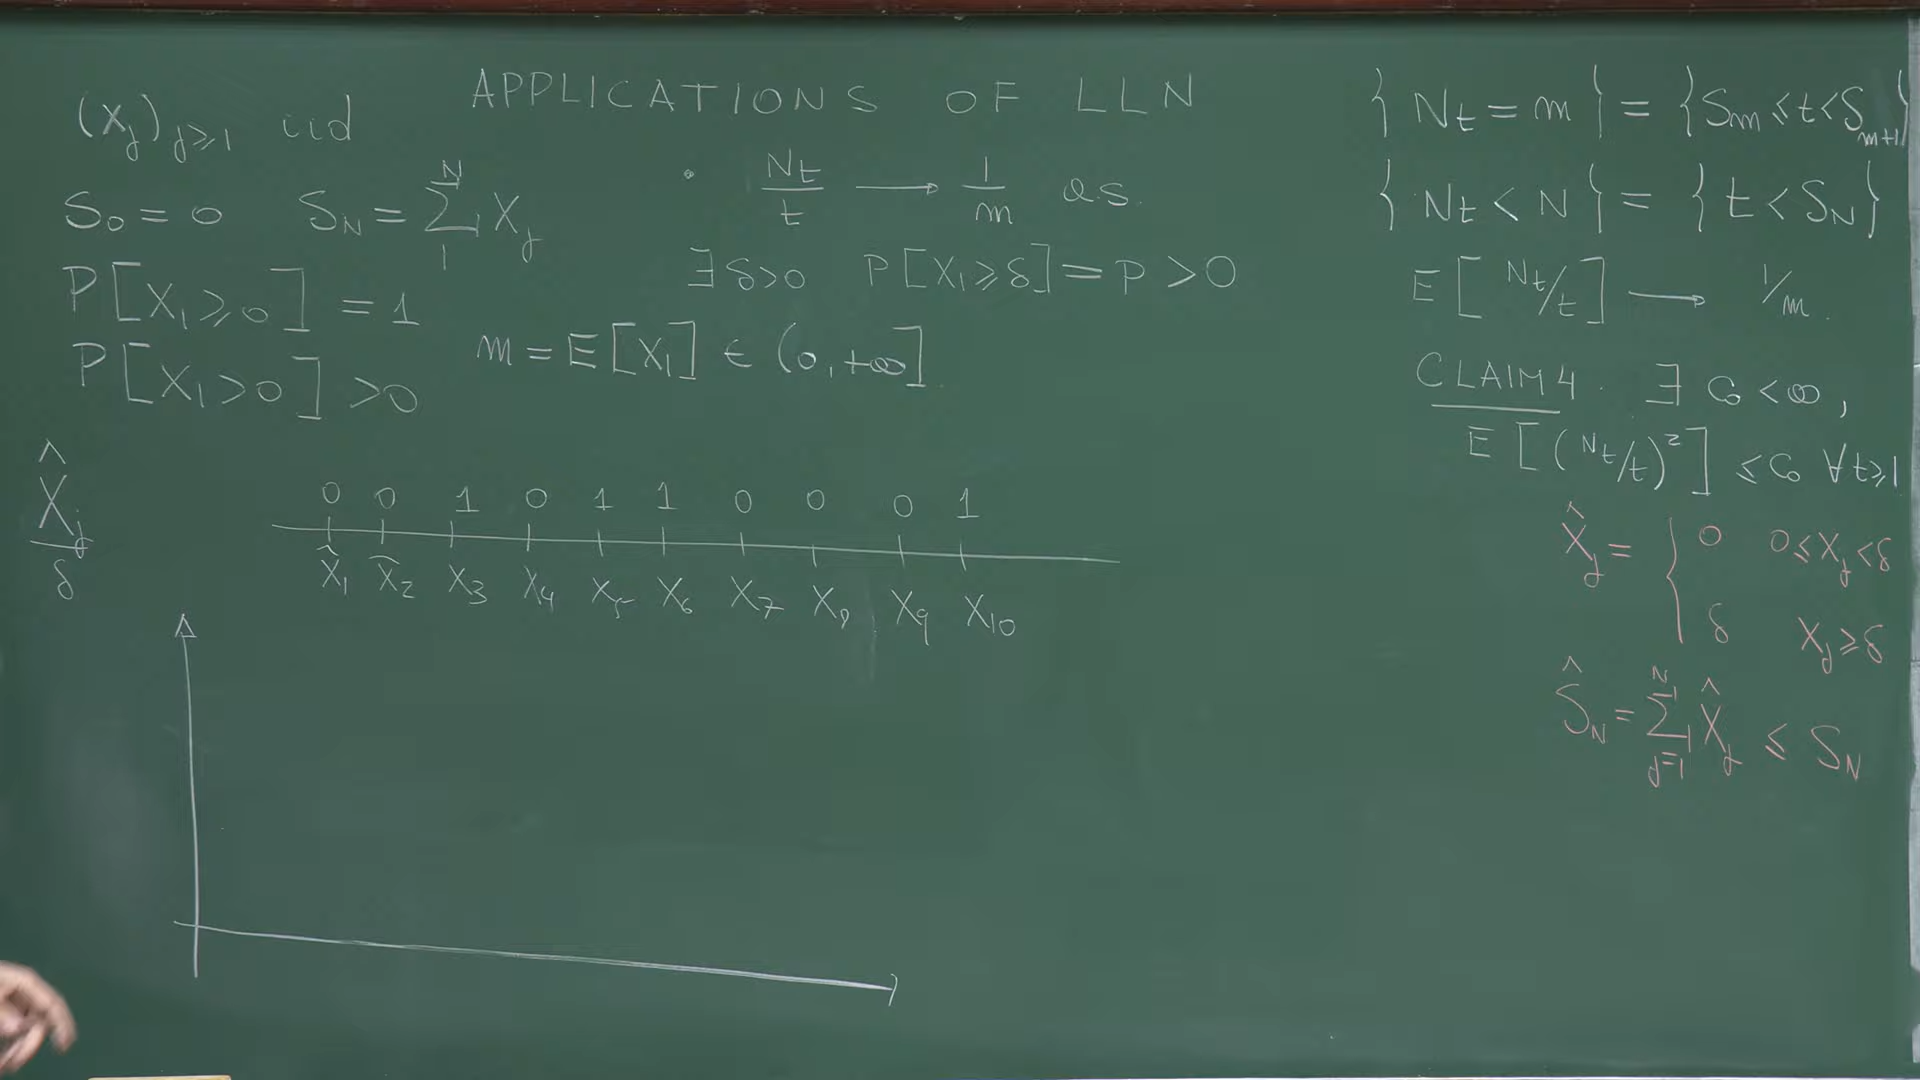 APPLICATIONS OF LLN
(X_j)_{j≥1} iid
S_0 = 0 S_N = Σ_1^N X_j
P[X_1 ≥ 0] = 1
P[X_1 > 0] > 0
N_t/t → 1/m a.s.
∃ δ>0 P[X_1 ≥ δ] = P > 0
m = E[X_1] ∈ (0, +∞]
X̂_j/δ
0 0 1 0 1 1 0 0 0 1
X̃_1 X̃_2 X_3 X_4 X_5 X_6 X_7 X_8 X_9 X_10
{N_t = m} = {S_m ≤ t < S_{m+1}}
{N_t < N} = {t < S_N}
E[N_t/t] → 1/m.
CLAIM 4. ∃ C_0 < ∞,
E[(N_t/t)^2] ≤ C_0 ∀ t ≥ 1
X̂_j = { 0 0 ≤ X_j < δ
δ X_j ≥ δ
Ŝ_N = Σ_{j=1}^N X̂_j ≤ S_N